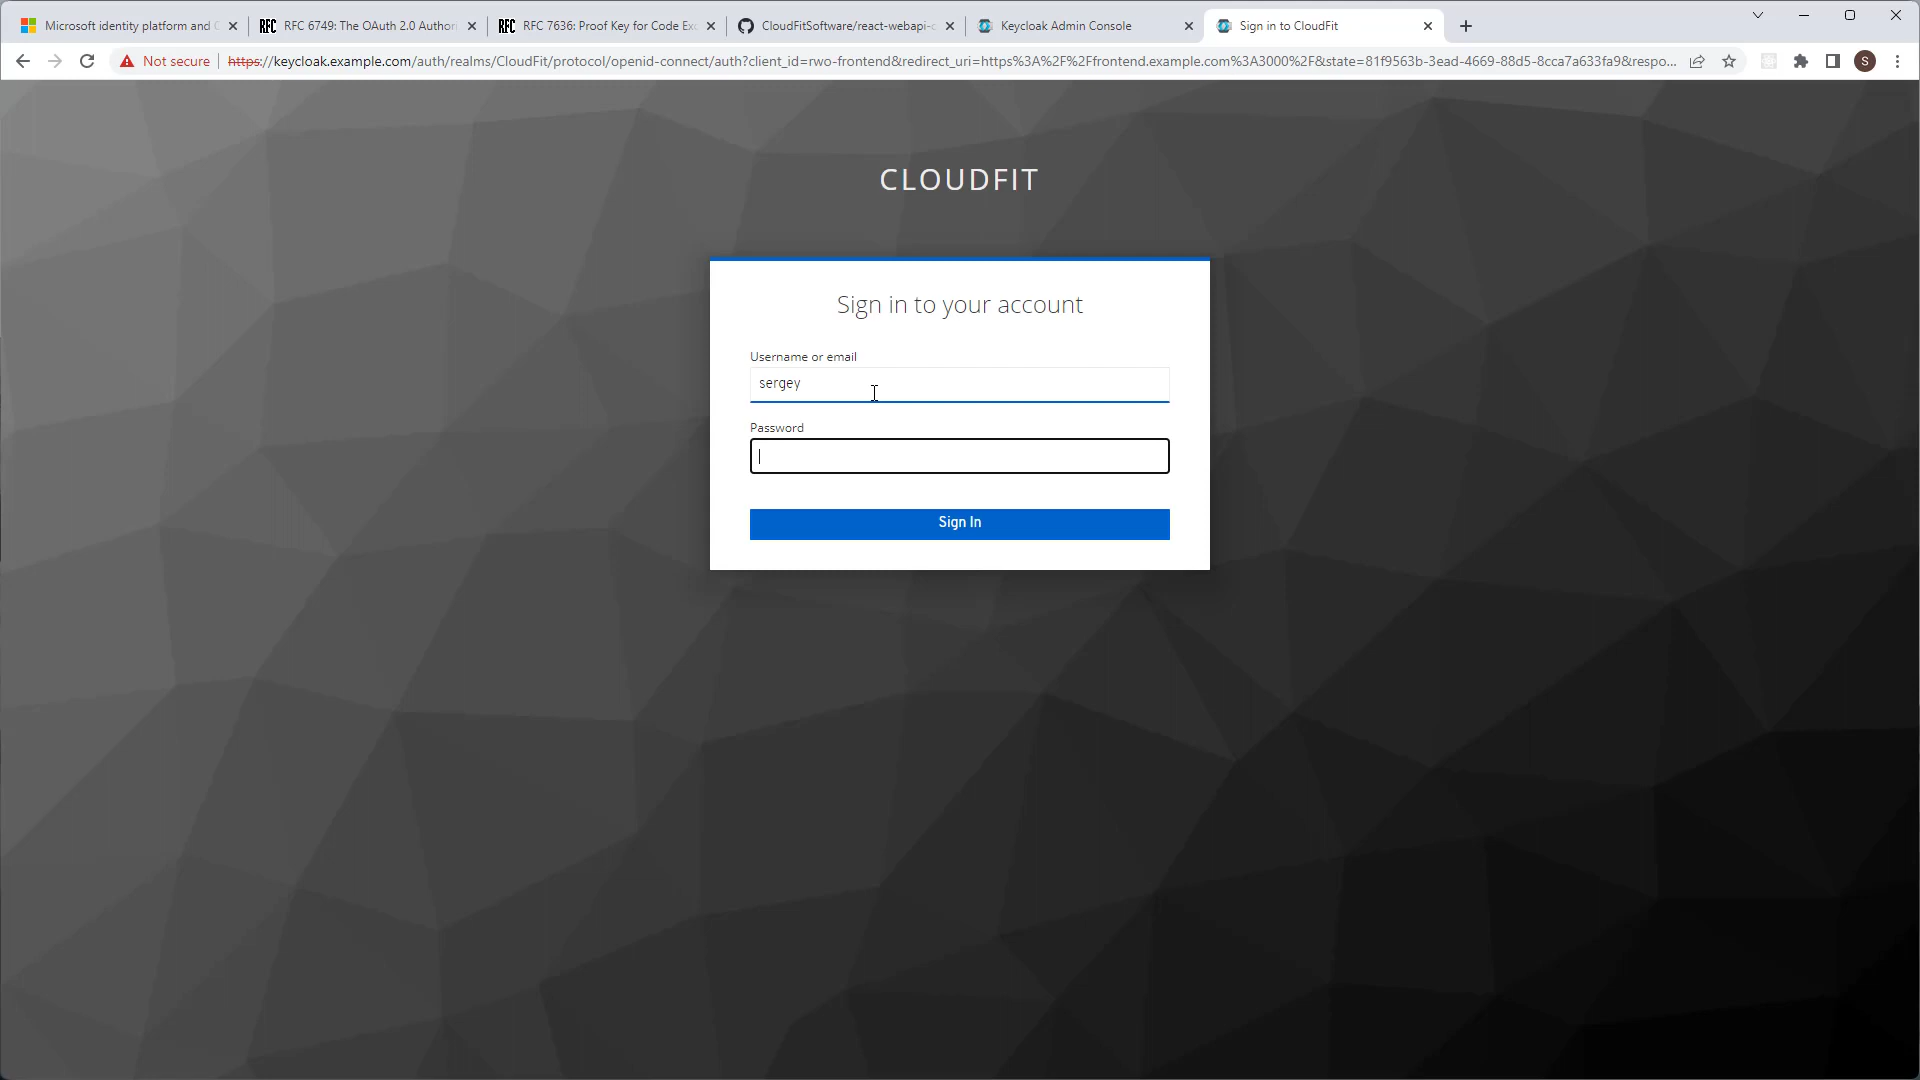 Microsoft identity platform and
RFC RFC 6749: The OAuth 2.0 Author
RFC RFC 7636: Proof Key for Code Exc
CloudFitSoftware/react-webapi-
Keycloak Admin Console
Sign in to CloudFit
Not secure
https://keycloak.example.com/auth/realms/CloudFit/protocol/openid-connect/auth?client_id=rwo-frontend&redirect_uri=https%3A%2F%2Ffrontend.example.com%3A3000%2F&state=81f9563b-3ead-4669-88d5-8cca7a633fa9&respo...
S
CLOUDFIT
Sign in to your account
Username or email
sergey
Password
Sign In